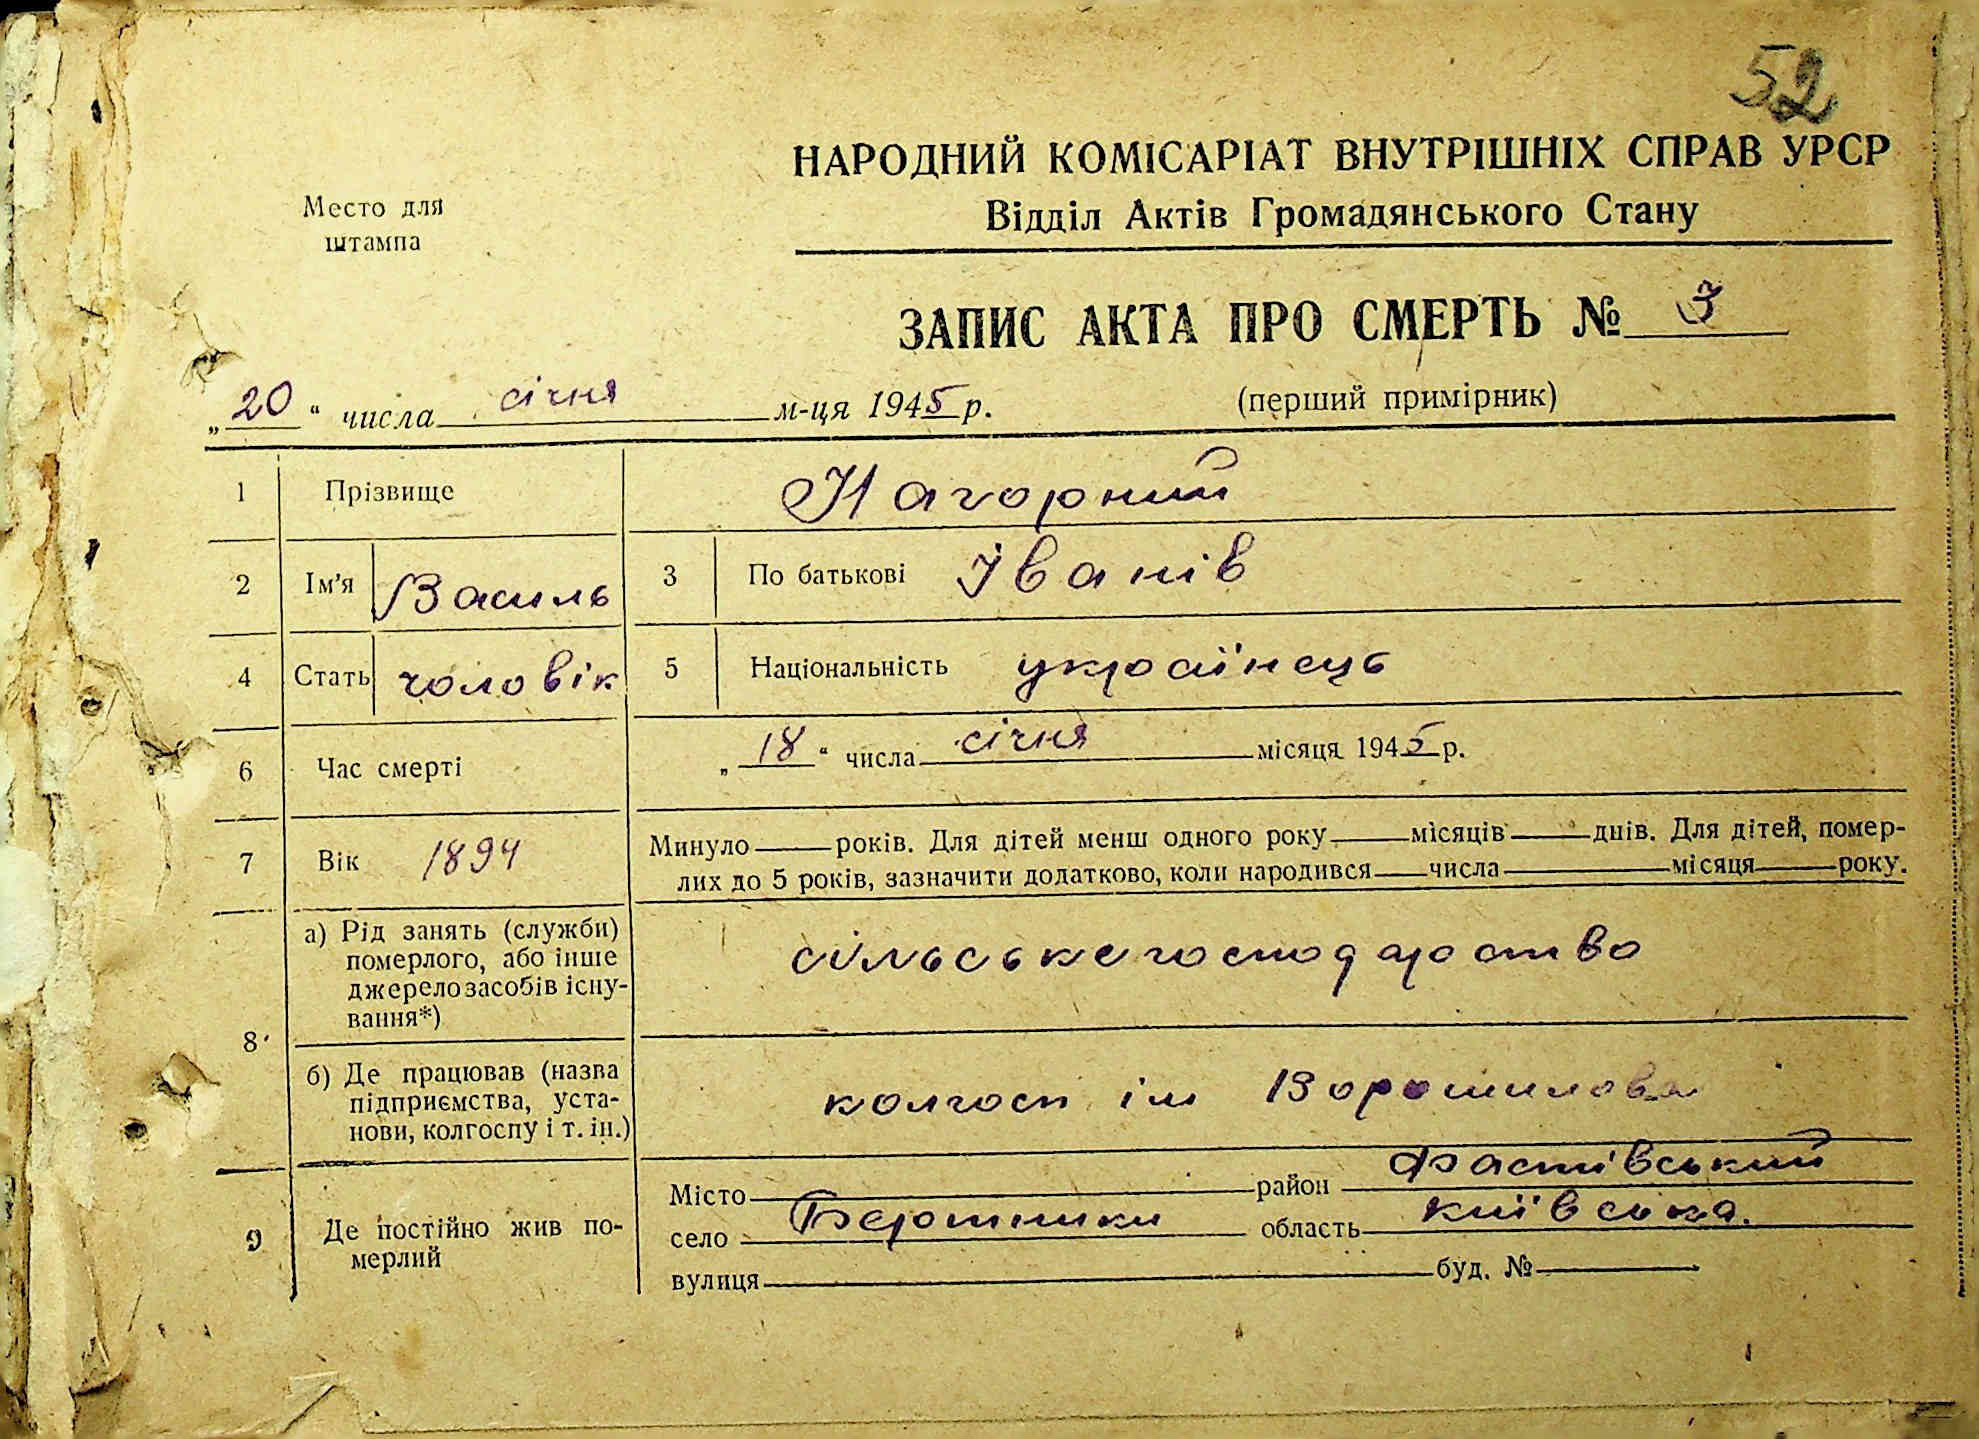 52
НАРОДНИЙ КОМІСАРІАТ ВНУТРІШНІХ СПРАВ УРСР
Відділ Актів Громадянського Стану
Место для
штампа
ЗАПИС АКТА ПРО СМЕРТЬ № 3
„20“ числа січня м-ця 1945 р. (перший примірник)
1 Прізвище Нагорний
2 Ім'я Василь 3 По батькові Іванів
4 Стать чоловік 5 Національність українець
6 Час смерті „18“ числа січня місяця 1945 р.
7 Вік 1894 Минуло
років. Для дітей менш одного року
місяців
днів. Для дітей, помер-
лих до 5 років, зазначити додатково, коли народився
числа
місяця
року.
8 а) Рід занять (служби)
померлого, або інше
джерело засобів існу-
вання*)
сільське господарство
б) Де працював (назва
підприємства, уста-
нови, колгоспу і т. ін.)
колгосп ім Ворошилова
9 Де постійно жив по-
мерлий
Місто
район Фастівський
село Бертники область київська.
вулиця
буд. №